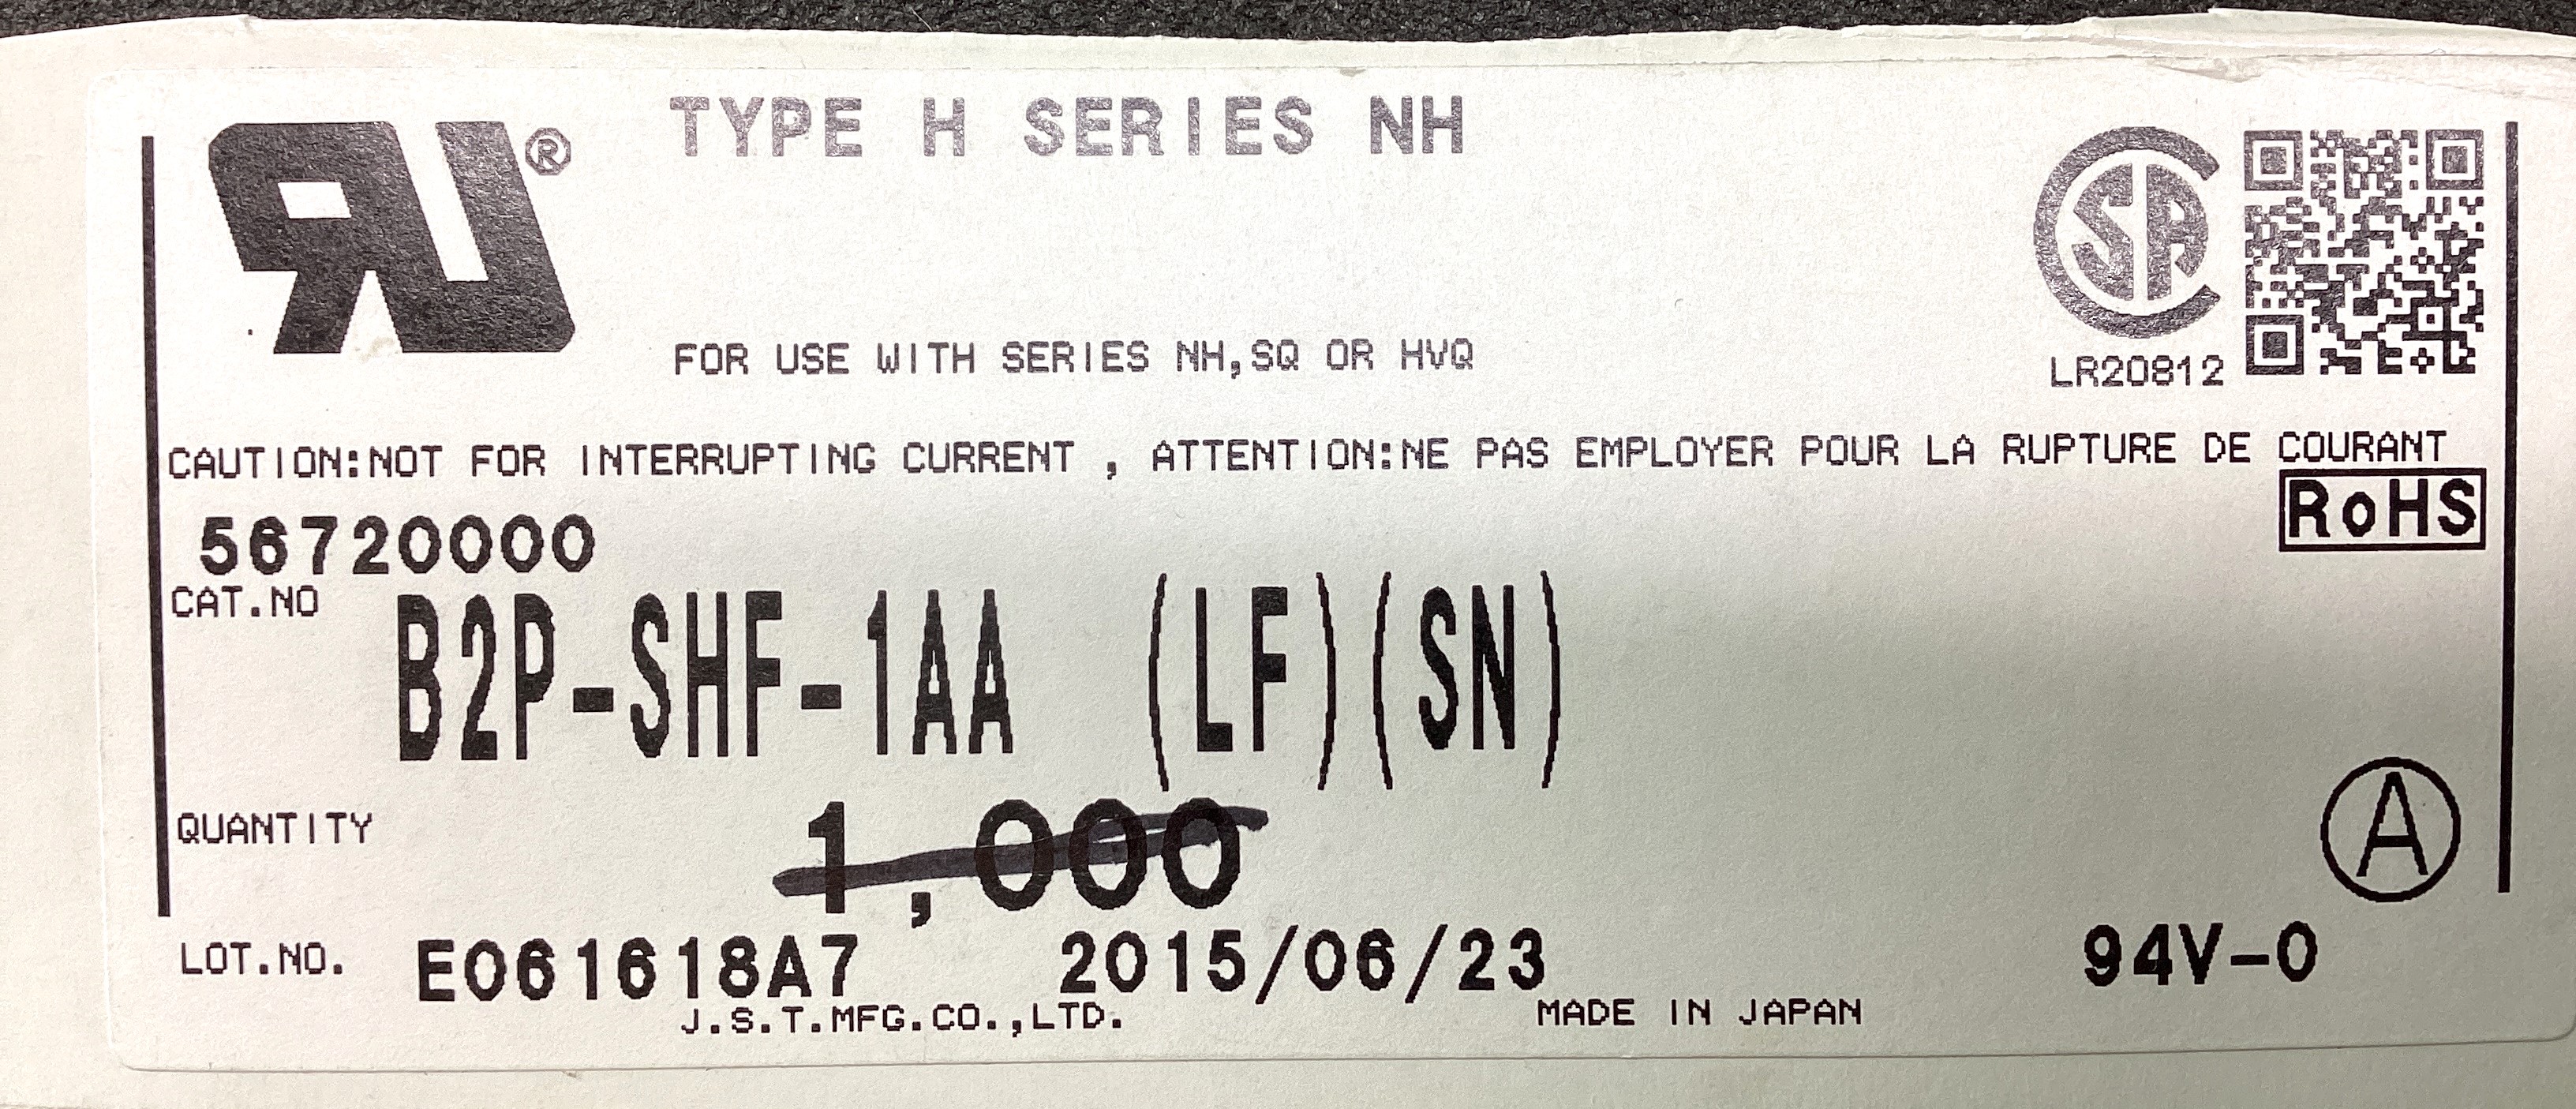 TYPE H SERIES NH
RU®
CSA
FOR USE WITH SERIES NH,SQ OR HVQ
LR20812
CAUTION:NOT FOR INTERRUPTING CURRENT , ATTENTION:NE PAS EMPLOYER POUR LA RUPTURE DE COURANT
RoHS
56720000
CAT.NO B2P-SHF-1AA (LF)(SN)
QUANTITY 1,000
A
LOT.NO. E061618A7 2015/06/23 94V-0
J.S.T.MFG.CO.,LTD. MADE IN JAPAN